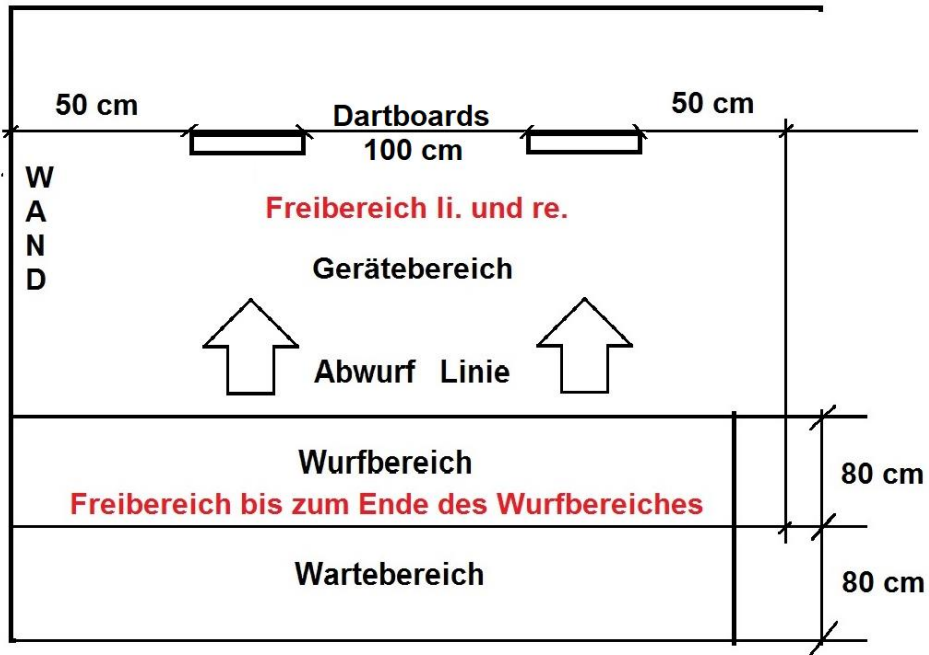 50 cm
Dartboards
100 cm
50 cm
WAND
Freibereich li. und re.
Gerätebereich
Abwurf Linie
Wurfbereich
80 cm
Freibereich bis zum Ende des Wurfbereiches
Wartebereich
80 cm